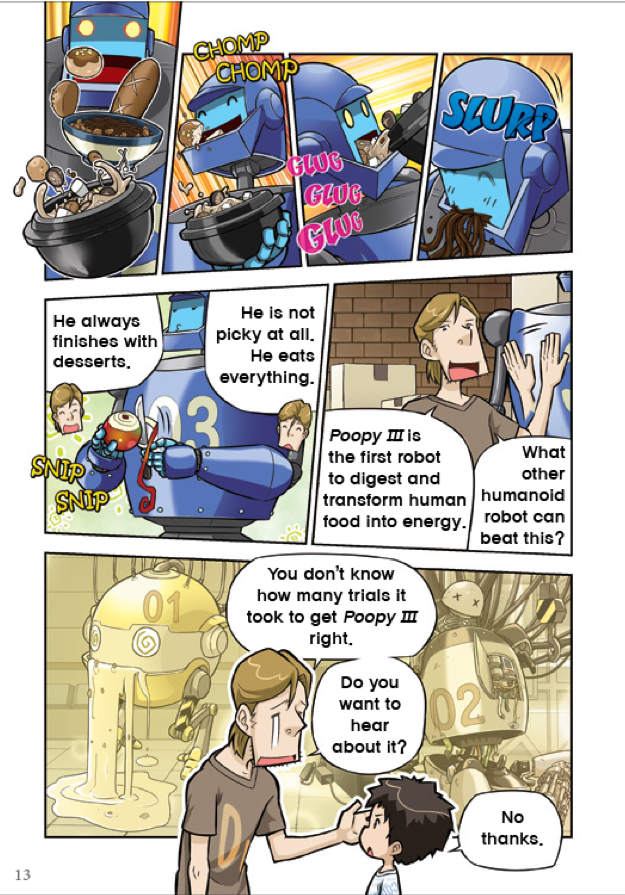 CHOMP
CHOMP
GLUG
GLUG
GLUG
SLURP
He always
finishes with
desserts.
He is not
picky at all.
He eats
everything.
03
SNIP
SNIP
Poopy III is
the first robot
to digest and
transform human
food into energy.
What
other
humanoid
robot can
beat this?
01
You don't know
how many trials it
took to get Poopy III
right.
Do you
want to
hear
about it?
02
No
thanks.
13